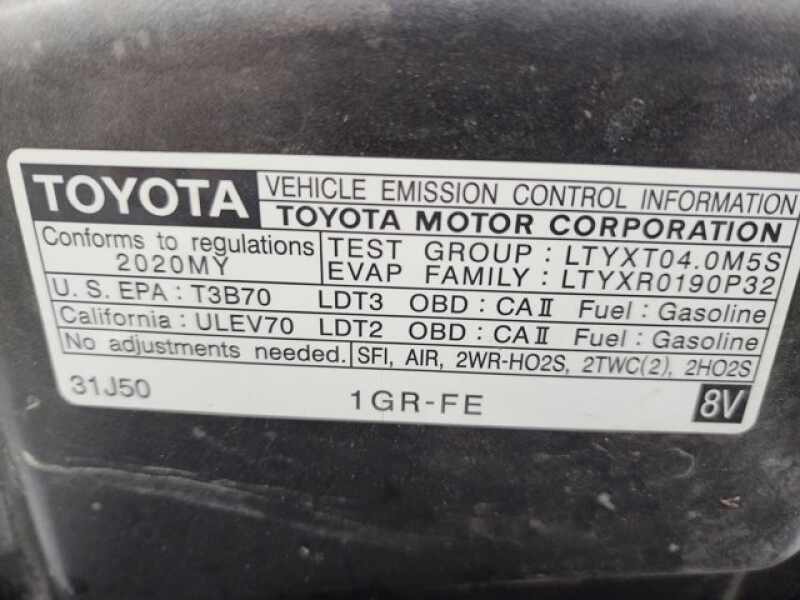 TOYOTA VEHICLE EMISSION CONTROL INFORMATION
TOYOTA MOTOR CORPORATION
Conforms to regulations
2020MY
TEST GROUP : LTYXT04.0M5S
EVAP FAMILY : LTYXR0190P32
U. S. EPA : T3B70 LDT3 OBD : CAⅡ Fuel : Gasoline
California : ULEV70 LDT2 OBD : CAⅡ Fuel : Gasoline
No adjustments needed. SFI, AIR, 2WR-HO2S, 2TWC(2), 2HO2S
31J50 1GR-FE 8V